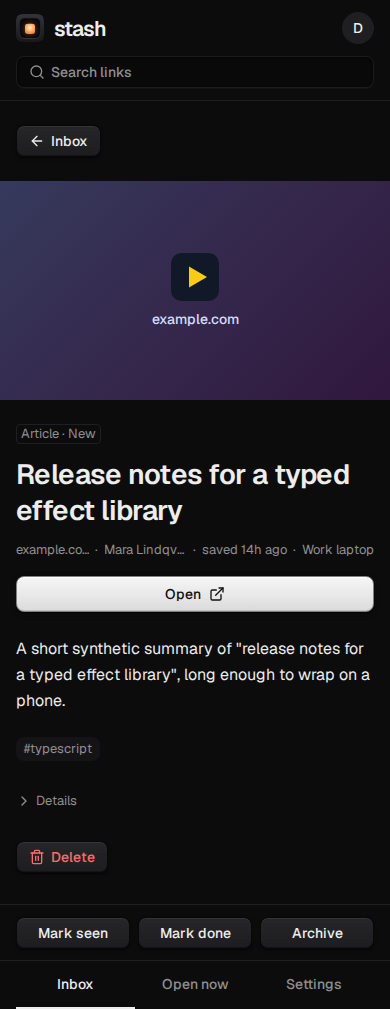 stash
D
Search links
Inbox
example.com
Article · New
Release notes for a typed
effect library
example.co… · Mara Lindqv… · saved 14h ago · Work laptop
Open
A short synthetic summary of "release notes for
a typed effect library", long enough to wrap on a
phone.
#typescript
Details
Delete
Mark seen
Mark done
Archive
Inbox
Open now
Settings